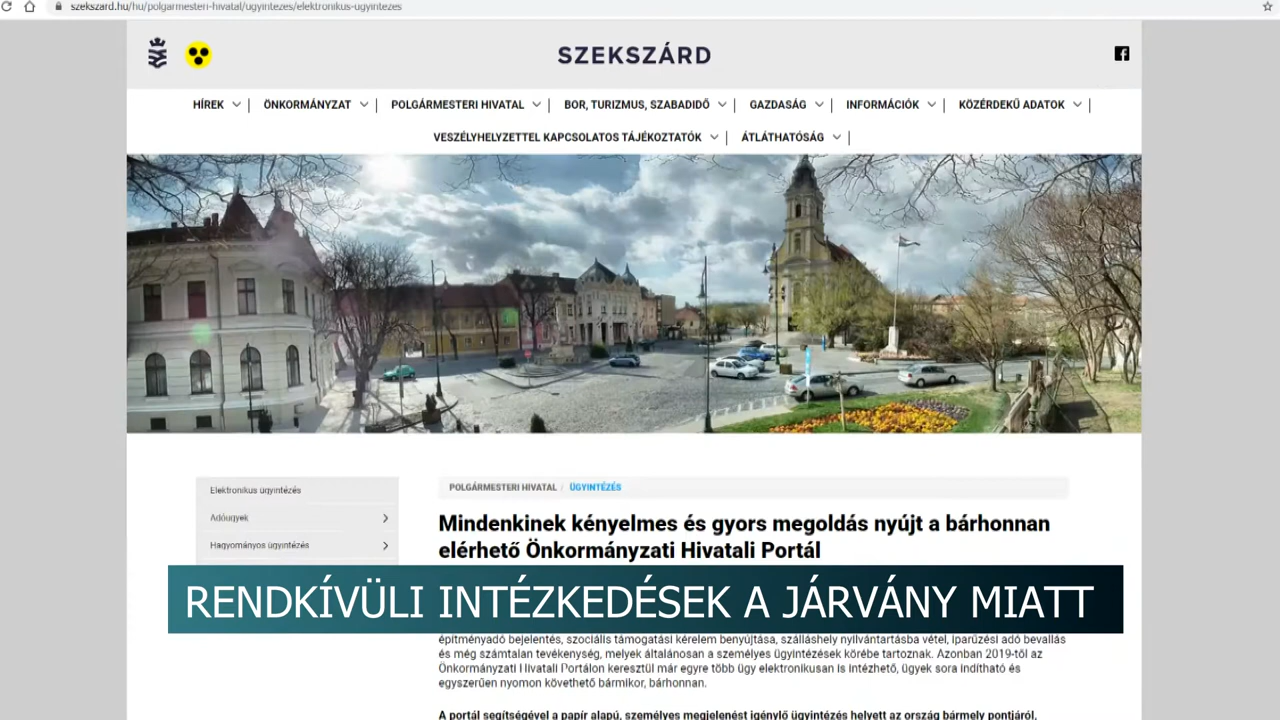 szekszard.hu/hu/polgarmesteri-hivatal/ugyintezes/elektronikus-ugyintezes
SZEKSZÁRD
HÍREK
ÖNKORMÁNYZAT
POLGÁRMESTERI HIVATAL
BOR, TURIZMUS, SZABADIDŐ
GAZDASÁG
INFORMÁCIÓK
KÖZÉRDEKŰ ADATOK
VESZÉLYHELYZETTEL KAPCSOLATOS TÁJÉKOZTATÓK
ÁTLÁTHATÓSÁG
Elektronikus ügyintézés
Adóügyek
Hagyományos ügyintézés
POLGÁRMESTERI HIVATAL / ÜGYINTÉZÉS
Mindenkinek kényelmes és gyors megoldás nyújt a bárhonnan
elérhető Önkormányzati Hivatali Portál
RENDKÍVÜLI INTÉZKEDÉSEK A JÁRVÁNY MIATT
építményadó bejelentés, szociális támogatási kérelem benyújtása, szálláshely nyilvántartásba vétel, iparűzési adó bevallás
és még számtalan tevékenység, melyek általánosan a személyes ügyintézések körébe tartoznak. Azonban 2019-től az
Önkormányzati Hivatali Portálon keresztül már egyre több ügy elektronikusan is intézhető, ügyek sora indítható és
egyszerűen nyomon követhető bármikor, bárhonnan.
A portál segítségével a papír alapú, személyes megjelenést igénylő ügyintézés helyett az ország bármely pontjáról,